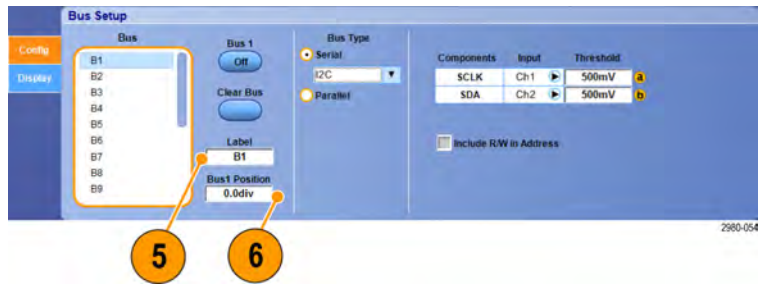 Bus Setup
Config
Display
Bus
B1
B2
B3
B4
B5
B6
B7
B8
B9
Bus 1
Off
Clear Bus
Label
B1
Bus1 Position
0.0div
Bus Type
Serial
I2C
Parallel
Components Input Threshold
SCLK Ch1 500mV a
SDA Ch2 500mV b
Include R/W in Address
5
6
2980-054